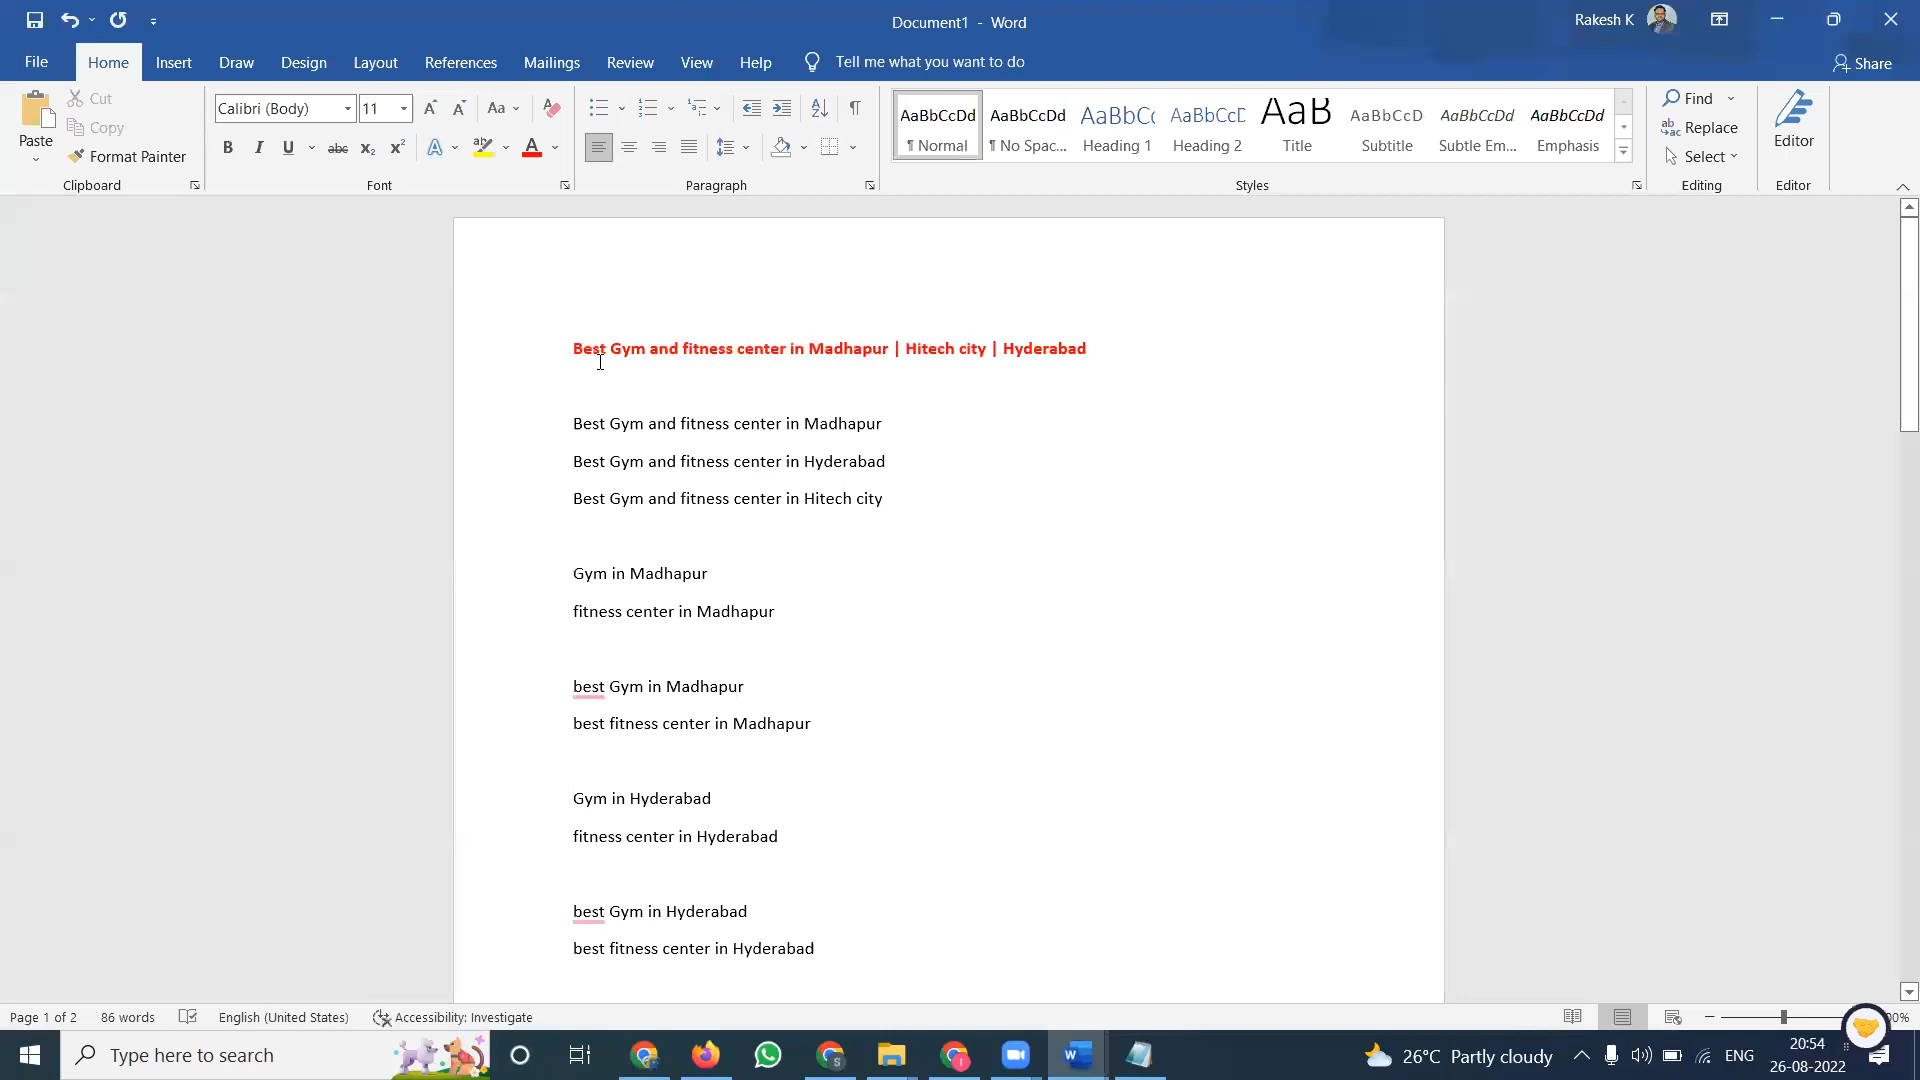 Document1 - Word
Rakesh K
File Home Insert Draw Design Layout References Mailings Review View Help Tell me what you want to do Share
Paste
Cut
Copy
Format Painter
Clipboard
Calibri (Body) 11
Font
Paragraph
AaBbCcDd AaBbCcDd AaBbCc AaBbCcD AaB AaBbCcD AaBbCcDd AaBbCcDd
¶ Normal ¶ No Spac... Heading 1 Heading 2 Title Subtitle Subtle Em... Emphasis
Styles
Find
Replace
Select
Editing
Editor
Editor
Best Gym and fitness center in Madhapur | Hitech city | Hyderabad
Best Gym and fitness center in Madhapur
Best Gym and fitness center in Hyderabad
Best Gym and fitness center in Hitech city
Gym in Madhapur
fitness center in Madhapur
best Gym in Madhapur
best fitness center in Madhapur
Gym in Hyderabad
fitness center in Hyderabad
best Gym in Hyderabad
best fitness center in Hyderabad
Page 1 of 2 86 words English (United States) Accessibility: Investigate
Type here to search
26°C Partly cloudy ENG
20:54
26-08-2022